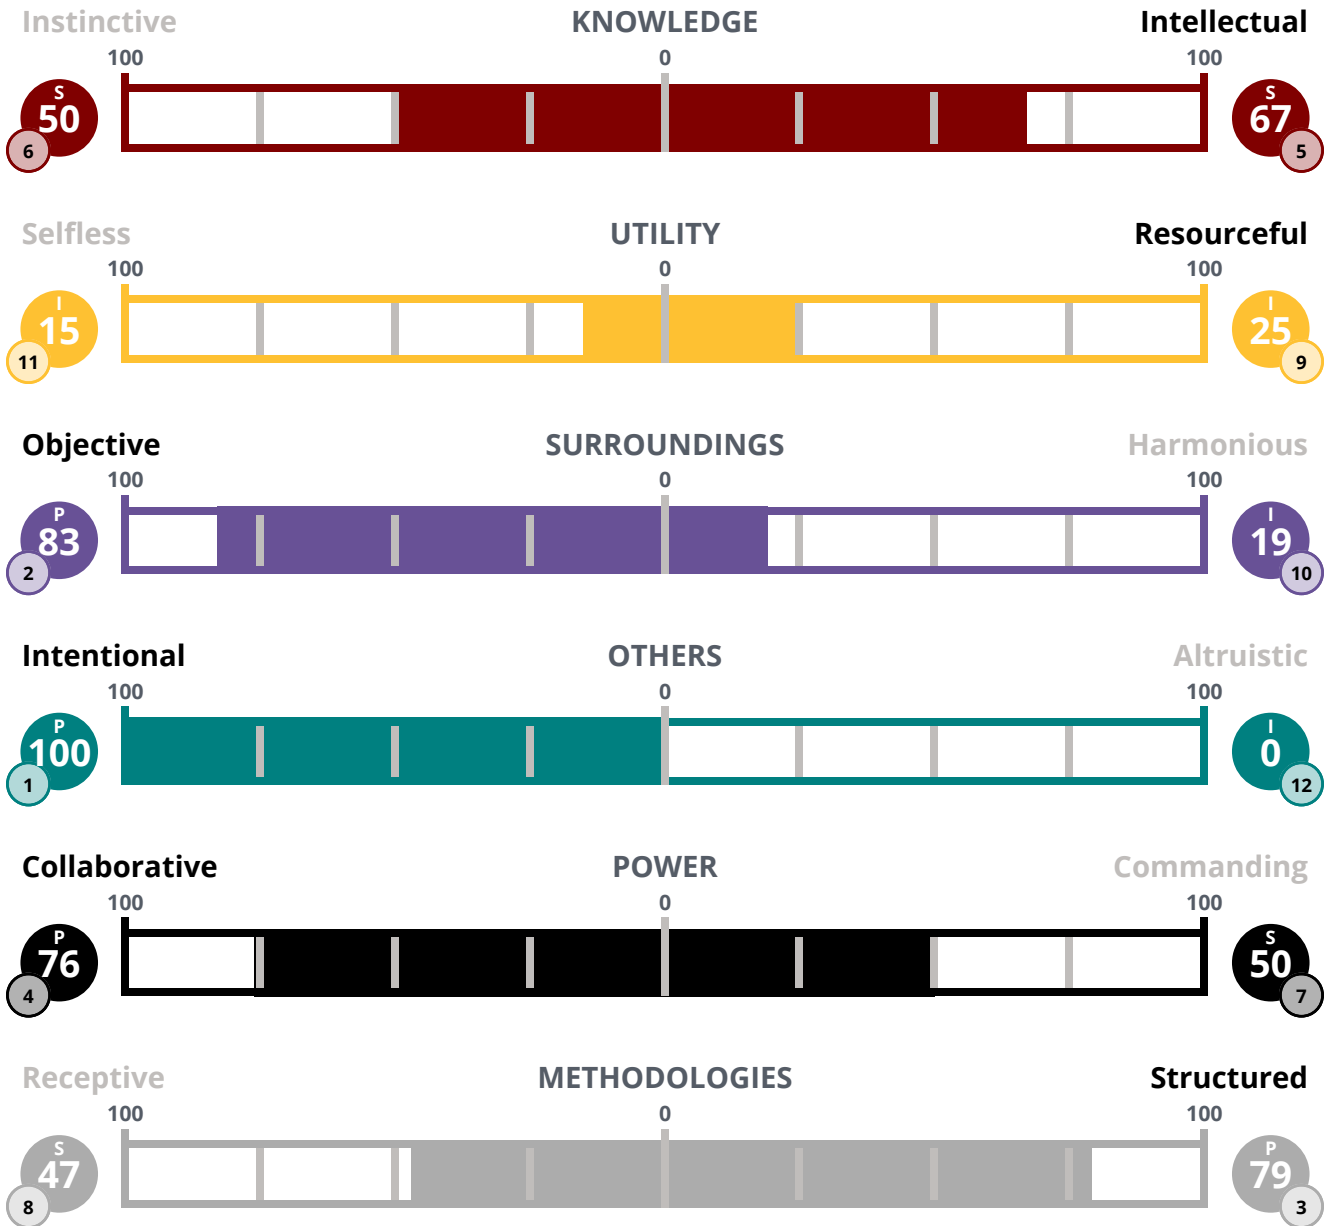 Instinctive KNOWLEDGE Intellectual
100 0 100
S S
50 67
6 5
Selfless UTILITY Resourceful
100 0 100
I I
15 25
11 9
Objective SURROUNDINGS Harmonious
100 0 100
P I
83 19
2 10
Intentional OTHERS Altruistic
100 0 100
P I
100 0
1 12
Collaborative POWER Commanding
100 0 100
P S
76 50
4 7
Receptive METHODOLOGIES Structured
100 0 100
S P
47 79
8 3